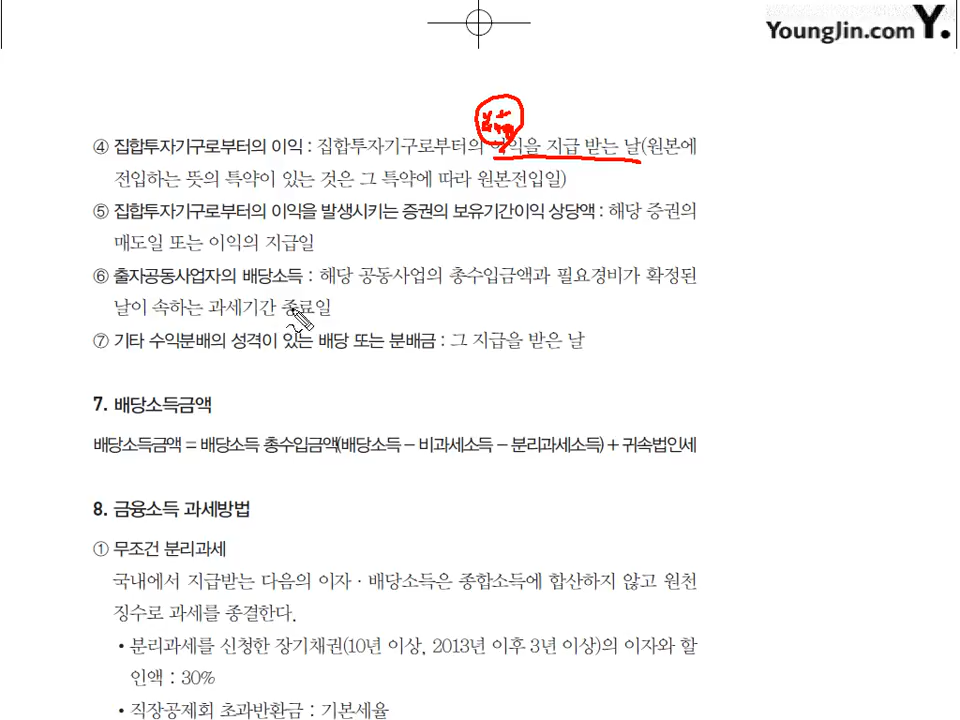 YoungJin.com Y.
④ 집합투자기구로부터의 이익 : 집합투자기구로부터의 이익을 지급 받는 날(원본에
전입하는 뜻의 특약이 있는 것은 그 특약에 따라 원본전입일)
⑤ 집합투자기구로부터의 이익을 발생시키는 증권의 보유기간이익 상당액 : 해당 증권의
매도일 또는 이익의 지급일
⑥ 출자공동사업자의 배당소득 : 해당 공동사업의 총수입금액과 필요경비가 확정된
날이 속하는 과세기간 종료일
⑦ 기타 수익분배의 성격이 있는 배당 또는 분배금 : 그 지급을 받은 날
7. 배당소득금액
배당소득금액 = 배당소득 총수입금액(배당소득 - 비과세소득 - 분리과세소득) + 귀속법인세
8. 금융소득 과세방법
① 무조건 분리과세
국내에서 지급받는 다음의 이자 · 배당소득은 종합소득에 합산하지 않고 원천
징수로 과세를 종결한다.
• 분리과세를 신청한 장기채권(10년 이상, 2013년 이후 3년 이상)의 이자와 할
인액 : 30%
• 직장공제회 초과반환금 : 기본세율